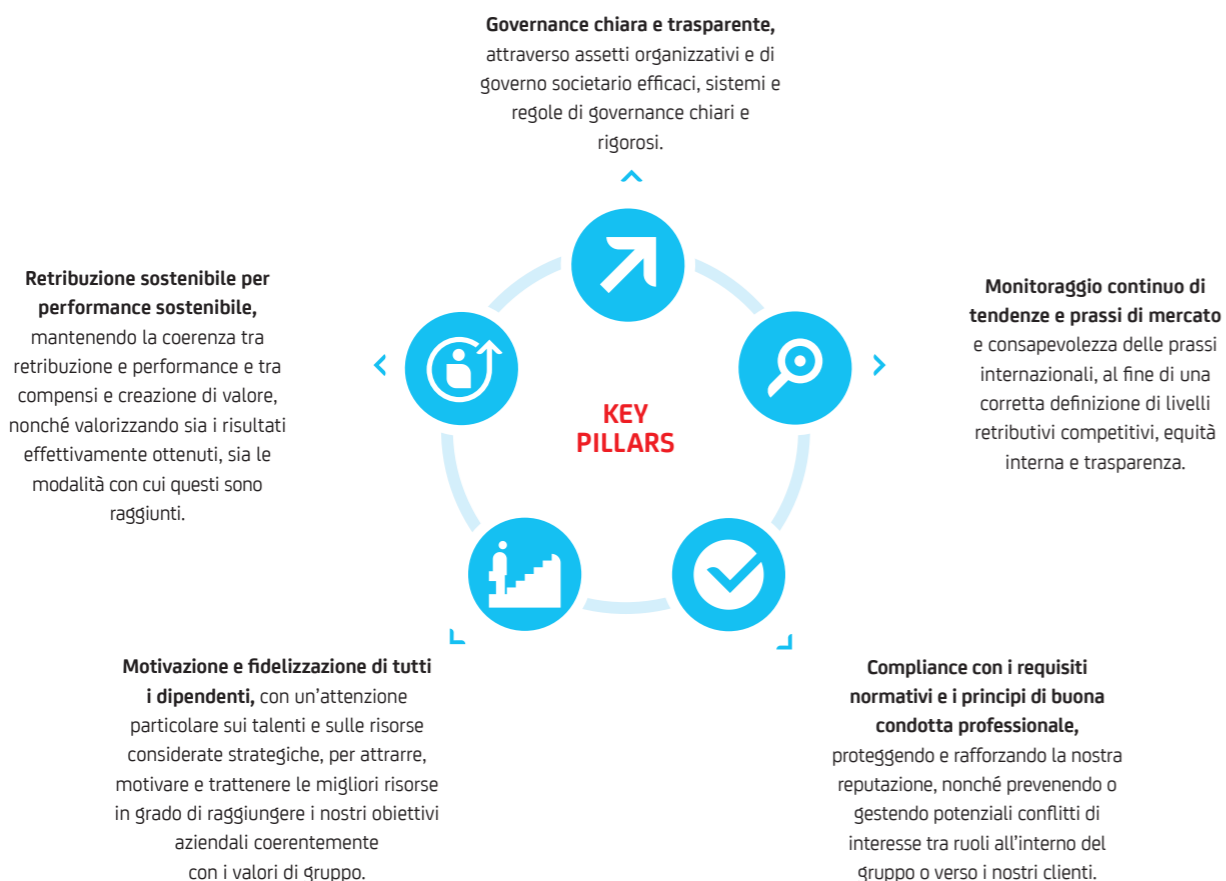 Governance chiara e trasparente,
attraverso assetti organizzativi e di
governo societario efficaci, sistemi e
regole di governance chiari e
rigorosi.
Retribuzione sostenibile per
performance sostenibile,
mantenendo la coerenza tra
retribuzione e performance e tra
compensi e creazione di valore,
nonché valorizzando sia i risultati
effettivamente ottenuti, sia le
modalità con cui questi sono
raggiunti.
KEY
PILLARS
Monitoraggio continuo di
tendenze e prassi di mercato
e consapevolezza delle prassi
internazionali, al fine di una
corretta definizione di livelli
retributivi competitivi, equità
interna e trasparenza.
Motivazione e fidelizzazione di tutti
i dipendenti, con un’attenzione
particolare sui talenti e sulle risorse
considerate strategiche, per attrarre,
motivare e trattenere le migliori risorse
in grado di raggiungere i nostri obiettivi
aziendali coerentemente
con i valori di gruppo.
Compliance con i requisiti
normativi e i principi di buona
condotta professionale,
proteggendo e rafforzando la nostra
reputazione, nonché prevenendo o
gestendo potenziali conflitti di
interesse tra ruoli all’interno del
gruppo o verso i nostri clienti.